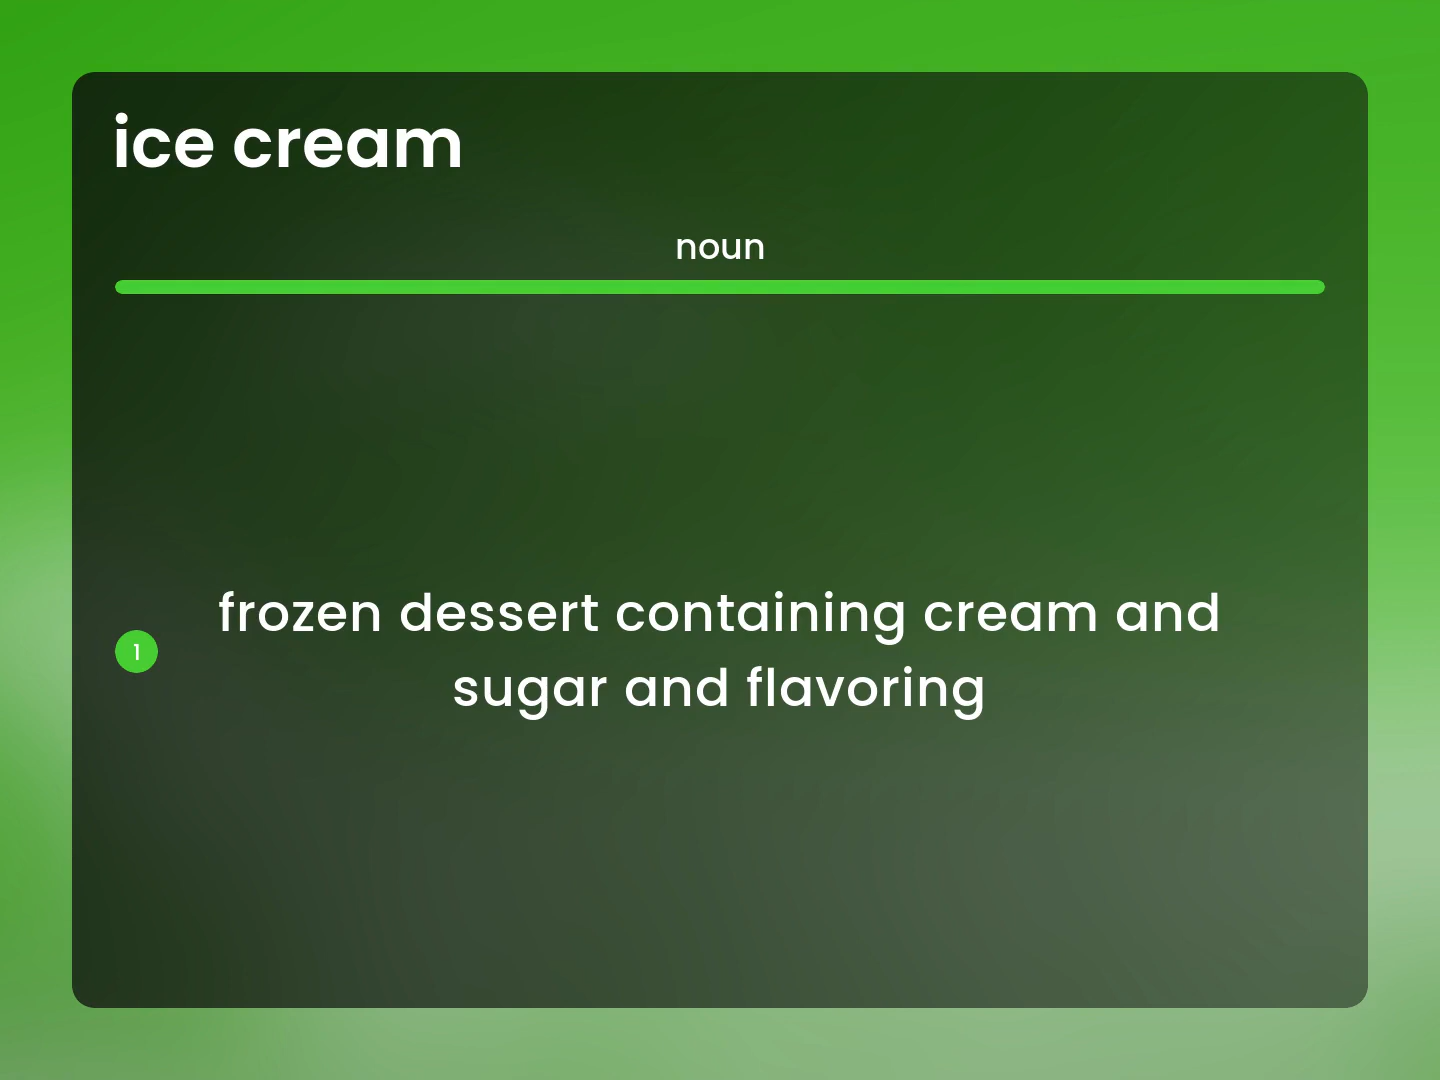 ice cream
noun
1
frozen dessert containing cream and
sugar and flavoring